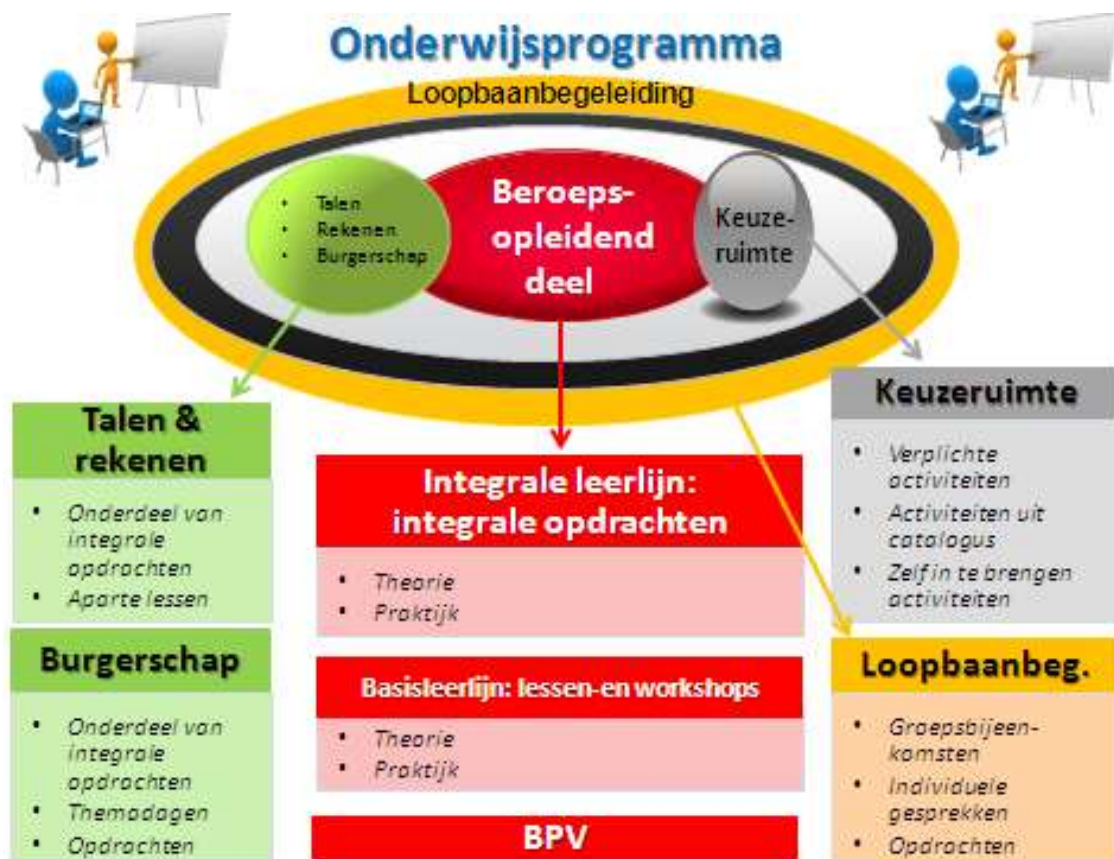 Onderwijsprogramma
Loopbaanbegeleiding
• Talen
• Rekenen
• Burgerschap
Beroeps-
opleidend
deel
Keuze-
ruimte
Talen &
rekenen
• Onderdeel van
integrale
opdrachten
• Aparte lessen
Burgerschap
• Onderdeel van
integrale
opdrachten
• Themadagen
• Opdrachten
Integrale leerlijn:
integrale opdrachten
• Theorie
• Praktijk
Basisleerlijn: lessen-en workshops
• Theorie
• Praktijk
BPV
Keuzeruimte
• Verplichte
activiteiten
• Activiteiten uit
catalogus
• Zelf in te brengen
activiteiten
Loopbaanbeg.
• Groepsbijeen-
komsten
• Individuele
gesprekken
• Opdrachten